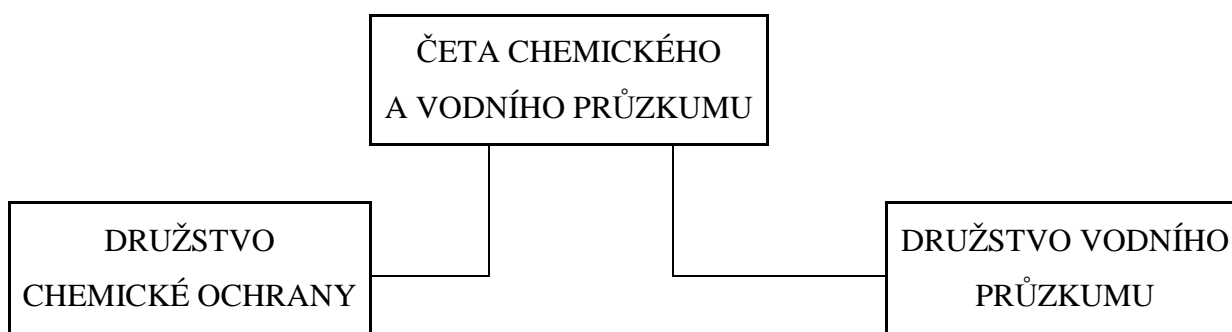 ČETA CHEMICKÉHO
A VODNÍHO PRŮZKUMU
DRUŽSTVO
CHEMICKÉ OCHRANY
DRUŽSTVO VODNÍHO
PRŮZKUMU